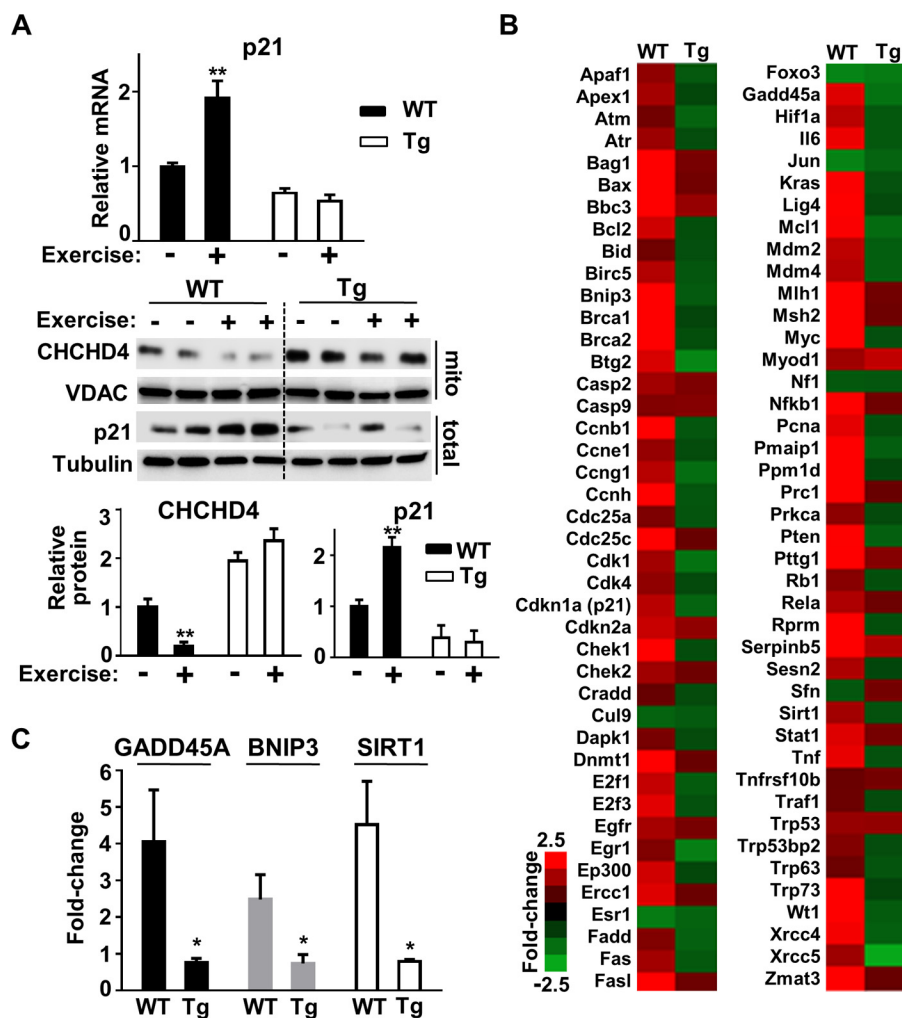 A
p21
Relative mRNA
2
1
0
**
WT
Tg
Exercise: - + - +
WT Tg
Exercise: - - + + - - + +
CHCHD4
VDAC
mito
p21
Tubulin
total
CHCHD4
Relative protein
3
2
1
0
**
Exercise: - + - +
p21
2
1
0
**
WT
Tg
- + - +
C
GADD45A BNIP3 SIRT1
Fold-change
6
5
4
3
2
1
0
* * *
WT Tg WT Tg WT Tg
B
WT Tg
Apaf1
Apex1
Atm
Atr
Bag1
Bax
Bbc3
Bcl2
Bid
Birc5
Bnip3
Brca1
Brca2
Btg2
Casp2
Casp9
Ccnb1
Ccne1
Ccng1
Ccnh
Cdc25a
Cdc25c
Cdk1
Cdk4
Cdkn1a (p21)
Cdkn2a
Chek1
Chek2
Cradd
Cul9
Dapk1
Dnmt1
E2f1
E2f3
Egfr
Egr1
Ep300
Ercc1
Esr1
Fadd
Fas
Fasl
Fold-change
2.5
-2.5
WT Tg
Foxo3
Gadd45a
Hif1a
Il6
Jun
Kras
Lig4
Mcl1
Mdm2
Mdm4
Mlh1
Msh2
Myc
Myod1
Nf1
Nfkb1
Pcna
Pmaip1
Ppm1d
Prc1
Prkca
Pten
Pttg1
Rb1
Rela
Rprm
Serpinb5
Sesn2
Sfn
Sirt1
Stat1
Tnf
Tnfrsf10b
Traf1
Trp53
Trp53bp2
Trp63
Trp73
Wt1
Xrcc4
Xrcc5
Zmat3